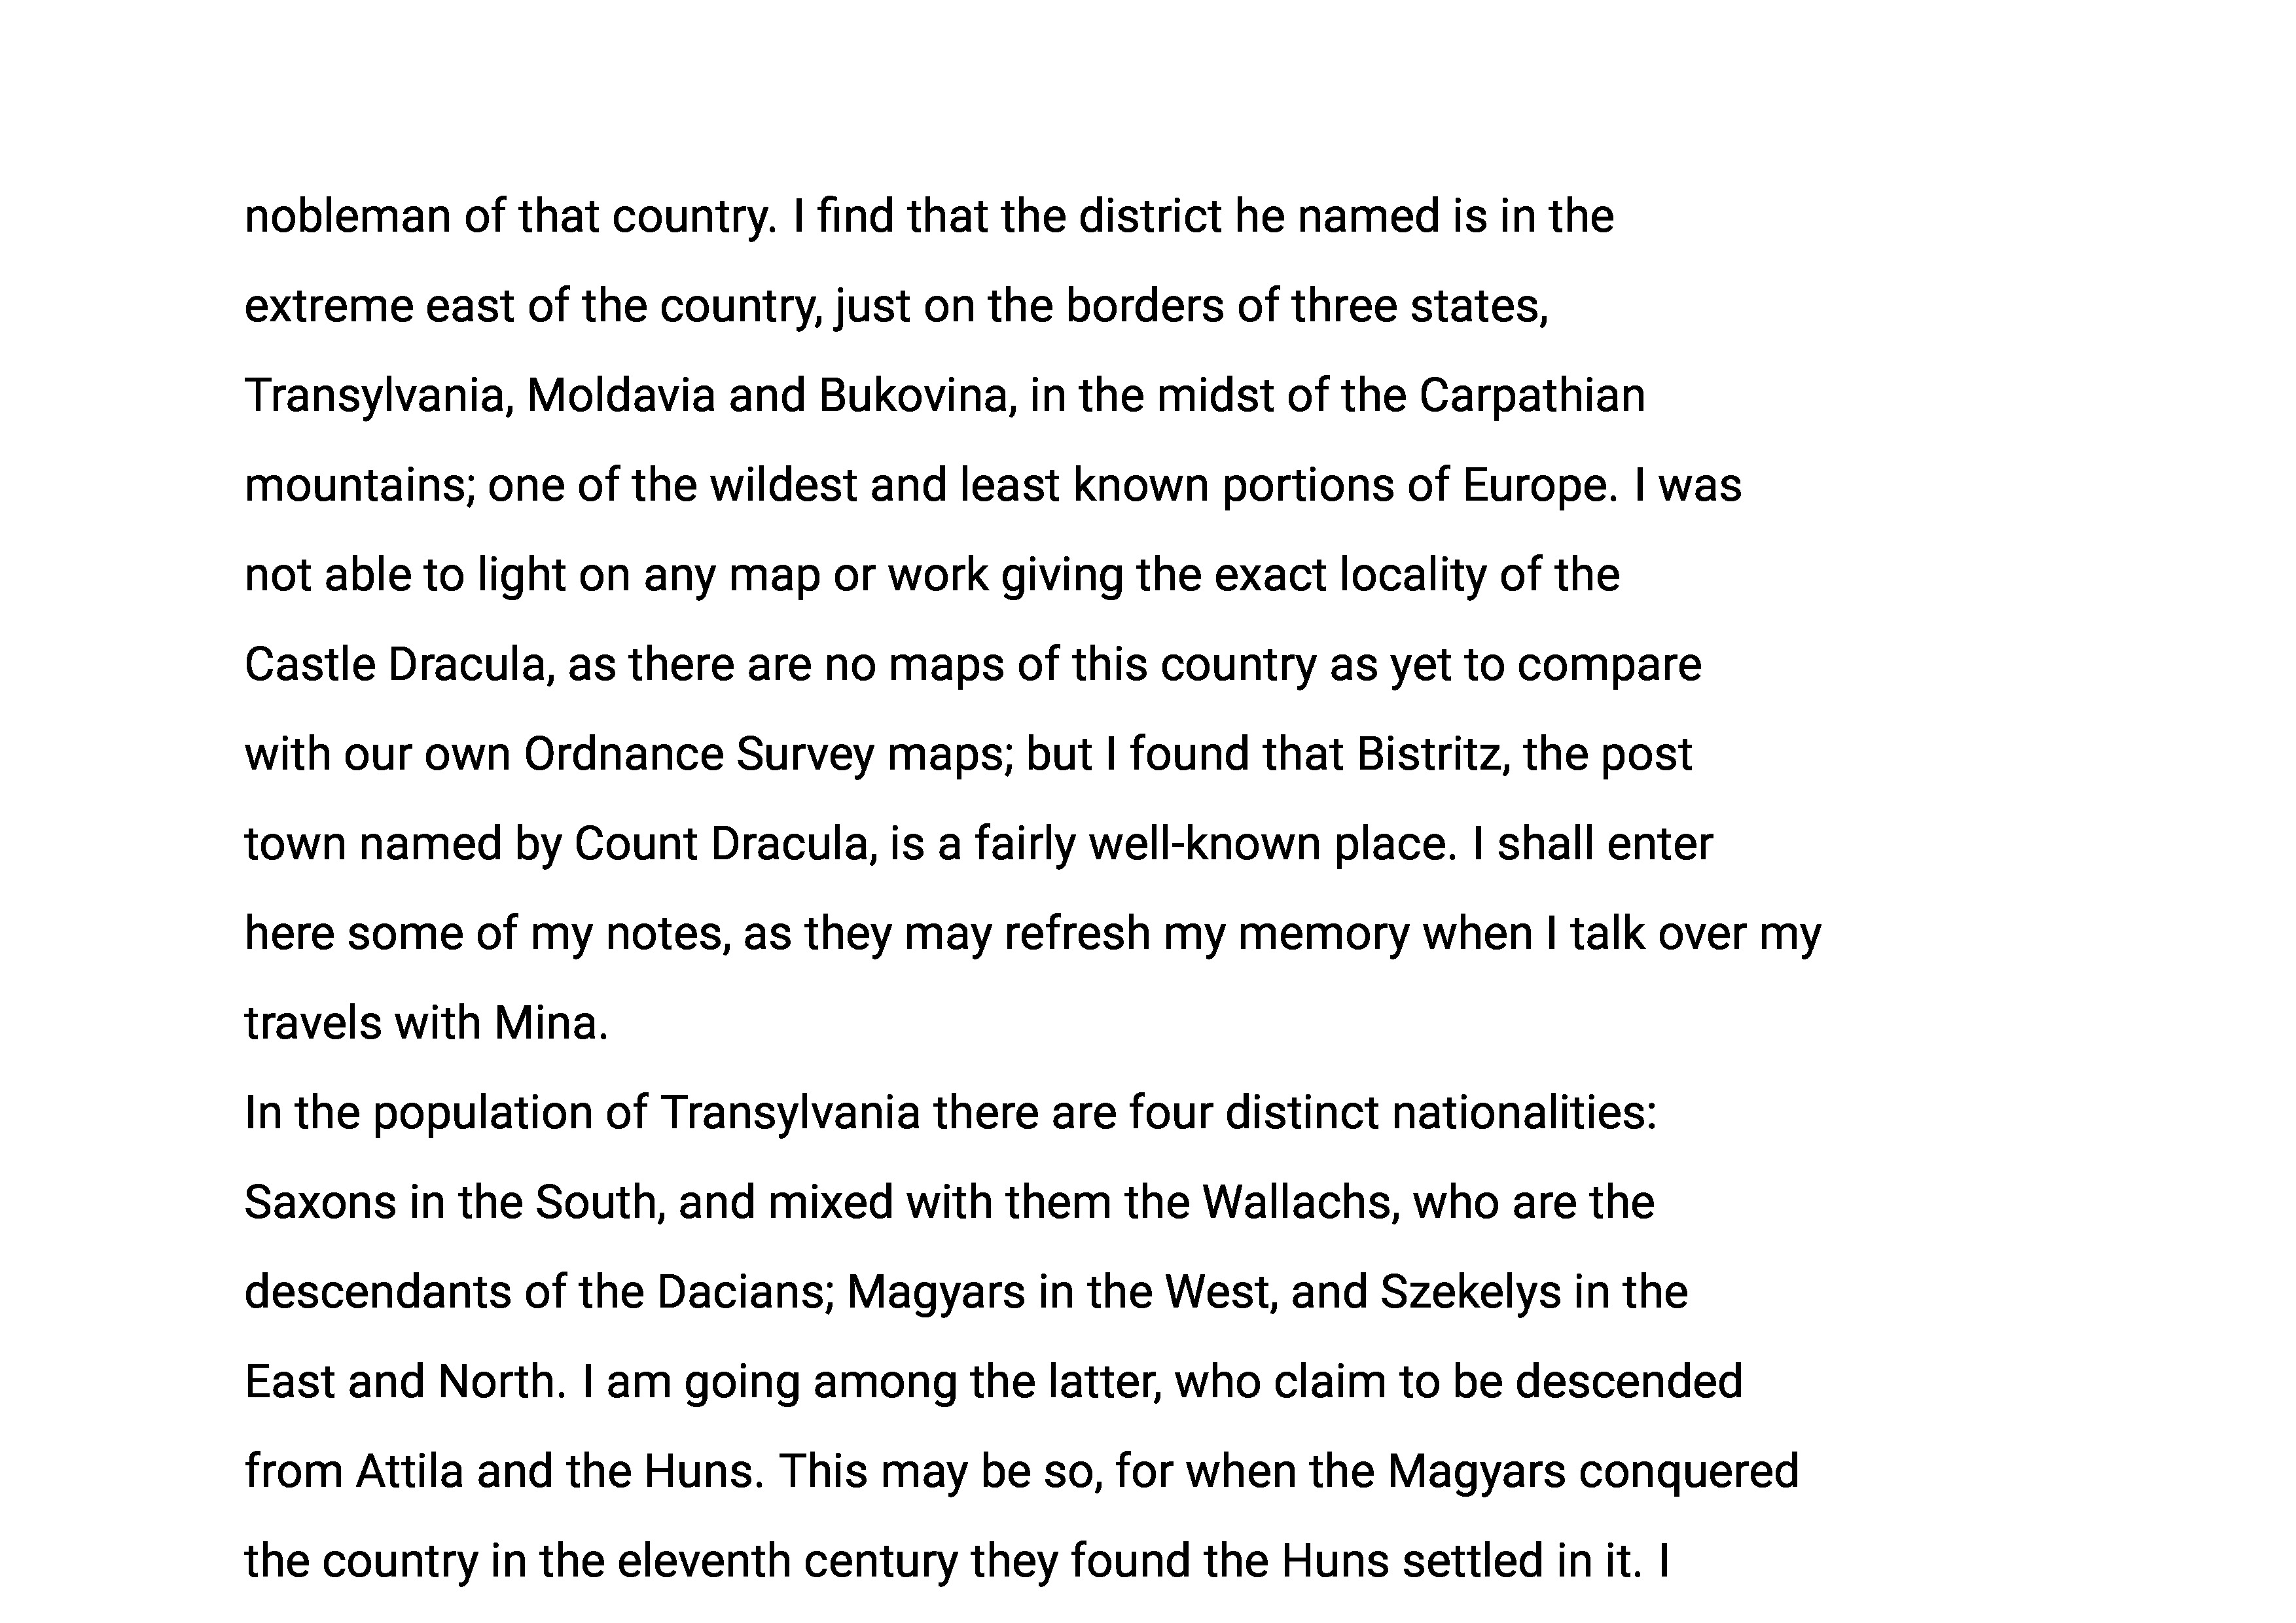 nobleman of that country. I find that the district he named is in the
extreme east of the country, just on the borders of three states,
Transylvania, Moldavia and Bukovina, in the midst of the Carpathian
mountains; one of the wildest and least known portions of Europe. I was
not able to light on any map or work giving the exact locality of the
Castle Dracula, as there are no maps of this country as yet to compare
with our own Ordnance Survey maps; but I found that Bistritz, the post
town named by Count Dracula, is a fairly well-known place. I shall enter
here some of my notes, as they may refresh my memory when I talk over my
travels with Mina.
In the population of Transylvania there are four distinct nationalities:
Saxons in the South, and mixed with them the Wallachs, who are the
descendants of the Dacians; Magyars in the West, and Szekelys in the
East and North. I am going among the latter, who claim to be descended
from Attila and the Huns. This may be so, for when the Magyars conquered
the country in the eleventh century they found the Huns settled in it. I